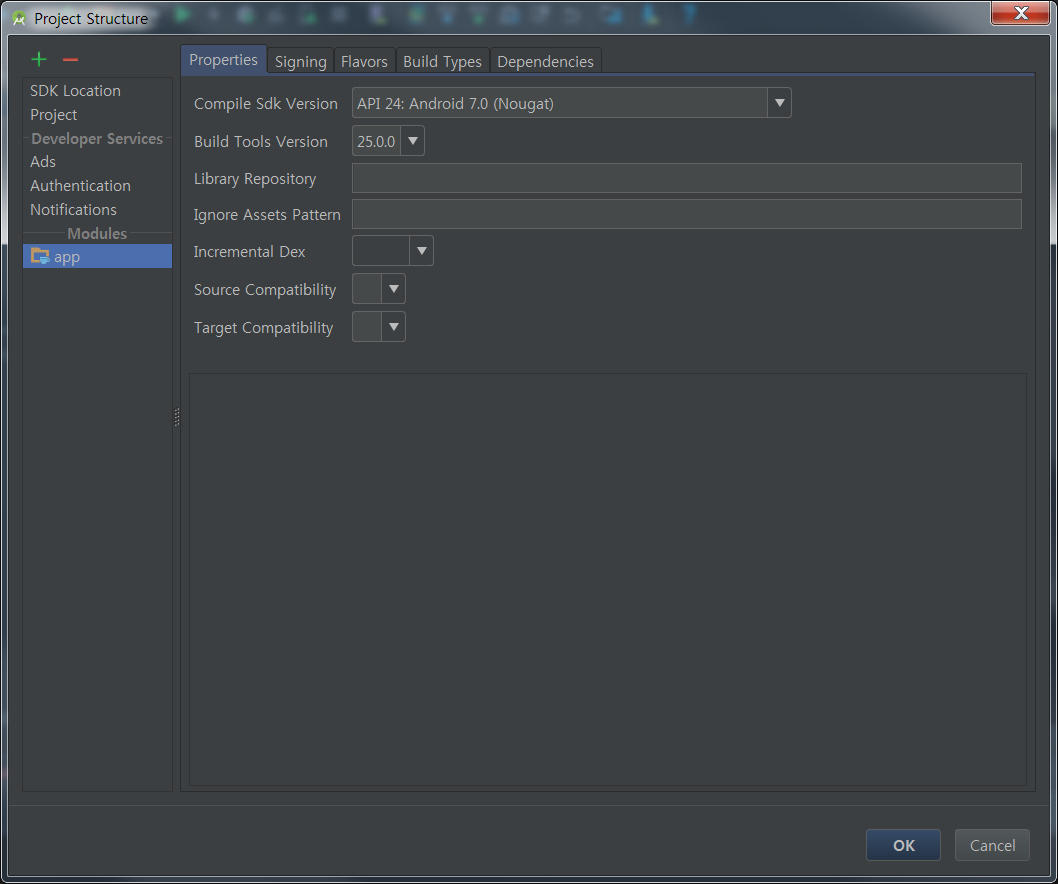 Project Structure
SDK Location
Project
Developer Services
Ads
Authentication
Notifications
Modules
app
Properties
Signing
Flavors
Build Types
Dependencies
Compile Sdk Version
API 24: Android 7.0 (Nougat)
Build Tools Version
25.0.0
Library Repository
Ignore Assets Pattern
Incremental Dex
Source Compatibility
Target Compatibility
OK
Cancel